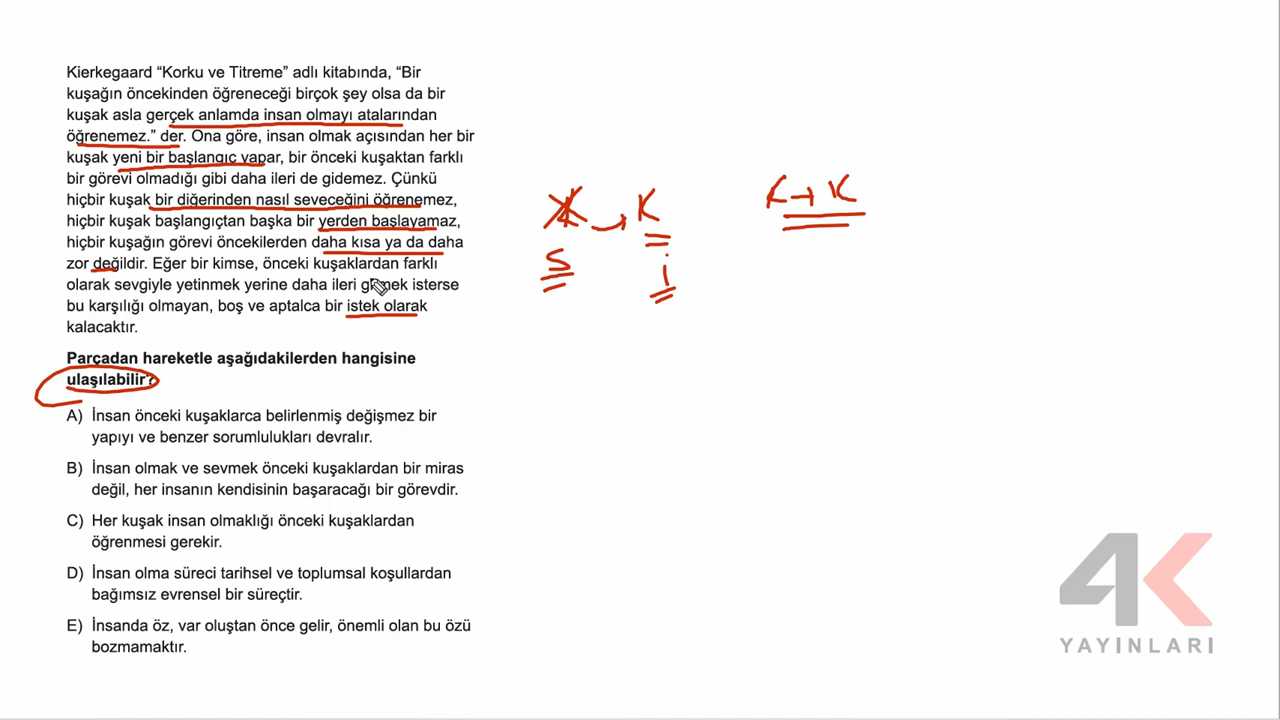 Kierkegaard “Korku ve Titreme” adlı kitabında, “Bir
kuşağın öncekinden öğreneceği birçok şey olsa da bir
kuşak asla gerçek anlamda insan olmayı atalarından
öğrenemez.” der. Ona göre, insan olmak açısından her bir
kuşak yeni bir başlangıç yapar, bir önceki kuşaktan farklı
bir görevi olmadığı gibi daha ileri de gidemez. Çünkü
hiçbir kuşak bir diğerinden nasıl seveceğini öğrenemez,
hiçbir kuşak başlangıçtan başka bir yerden başlayamaz,
hiçbir kuşağın görevi öncekilerden daha kısa ya da daha
zor değildir. Eğer bir kimse, önceki kuşaklardan farklı
olarak sevgiyle yetinmek yerine daha ileri gitmek isterse
bu karşılığı olmayan, boş ve aptalca bir istek olarak
kalacaktır.
Parçadan hareketle aşağıdakilerden hangisine
ulaşılabilir?
A) İnsan önceki kuşaklarca belirlenmiş değişmez bir
yapıyı ve benzer sorumlulukları devralır.
B) İnsan olmak ve sevmek önceki kuşaklardan bir miras
değil, her insanın kendisinin başaracağı bir görevdir.
C) Her kuşak insan olmaklığı önceki kuşaklardan
öğrenmesi gerekir.
D) İnsan olma süreci tarihsel ve toplumsal koşullardan
bağımsız evrensel bir süreçtir.
E) İnsanda öz, var oluştan önce gelir, önemli olan bu özü
bozmamaktır.
K → K
K → K
S i
4K
YAYINLARI